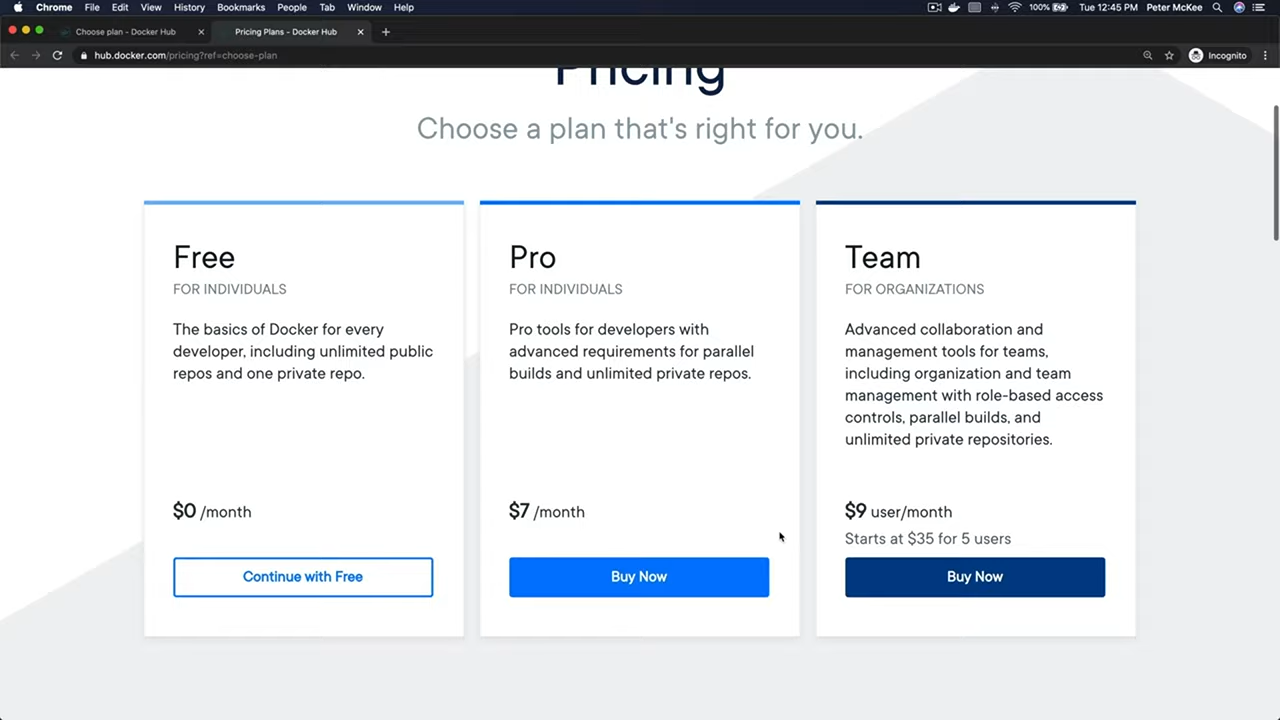 Chrome File Edit View History Bookmarks People Tab Window Help 100% Tue 12:45 PM Peter McKee
Choose plan - Docker Hub Pricing Plans - Docker Hub
hub.docker.com/pricing?ref=choose-plan Incognito
Pricing
Choose a plan that's right for you.
Free
FOR INDIVIDUALS
The basics of Docker for every
developer, including unlimited public
repos and one private repo.
$0 /month
Continue with Free
Pro
FOR INDIVIDUALS
Pro tools for developers with
advanced requirements for parallel
builds and unlimited private repos.
$7 /month
Buy Now
Team
FOR ORGANIZATIONS
Advanced collaboration and
management tools for teams,
including organization and team
management with role-based access
controls, parallel builds, and
unlimited private repositories.
$9 user/month
Starts at $35 for 5 users
Buy Now